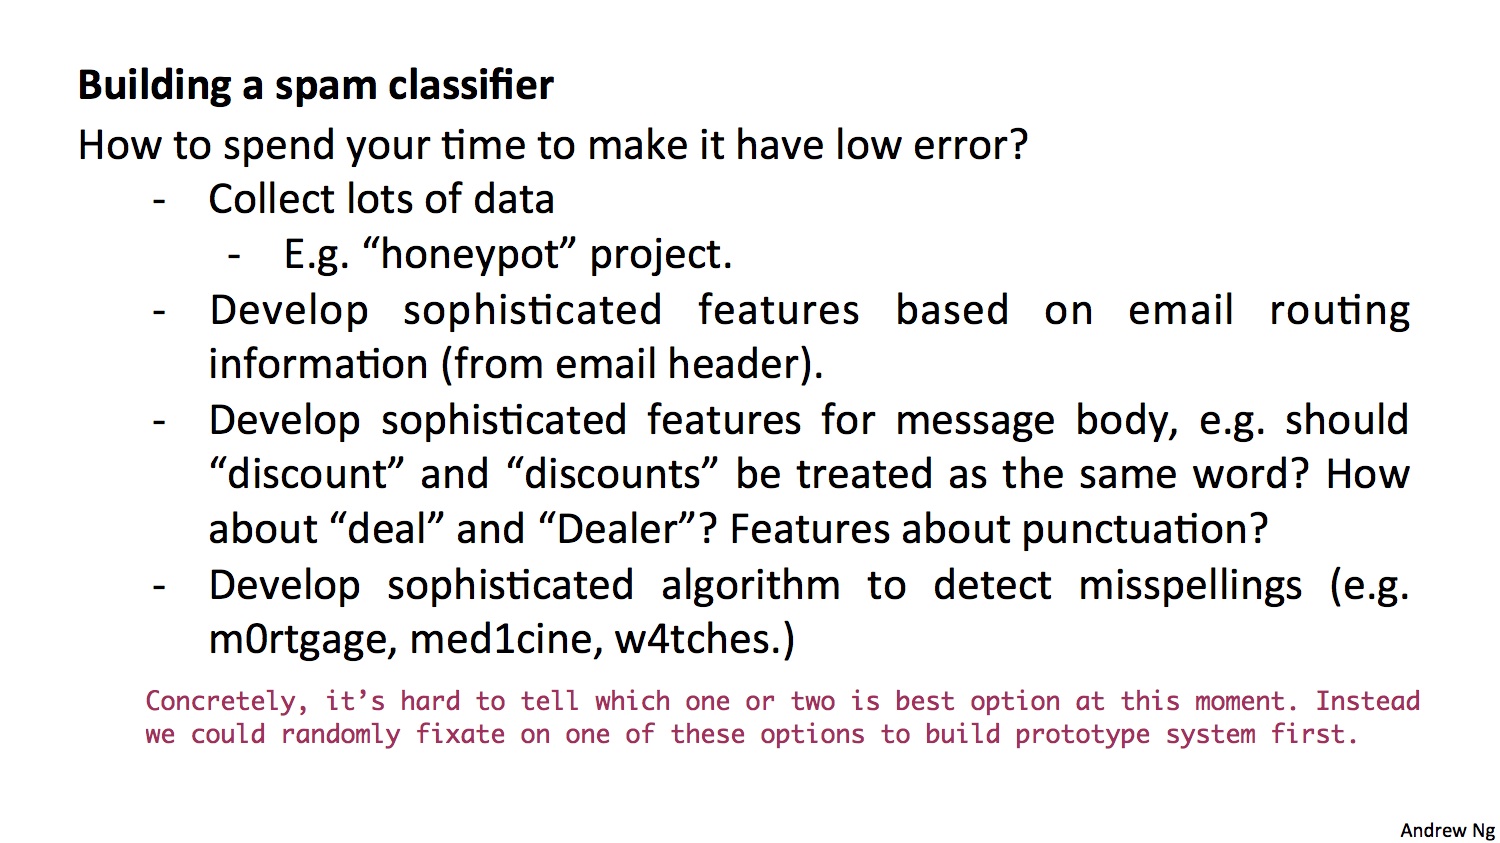 Building a spam classifier
How to spend your time to make it have low error?
- Collect lots of data
- E.g. “honeypot” project.
- Develop sophisticated features based on email routing
information (from email header).
- Develop sophisticated features for message body, e.g. should
“discount” and “discounts” be treated as the same word? How
about “deal” and “Dealer”? Features about punctuation?
- Develop sophisticated algorithm to detect misspellings (e.g.
m0rtgage, med1cine, w4tches.)
Concretely, it’s hard to tell which one or two is best option at this moment. Instead
we could randomly fixate on one of these options to build prototype system first.
Andrew Ng